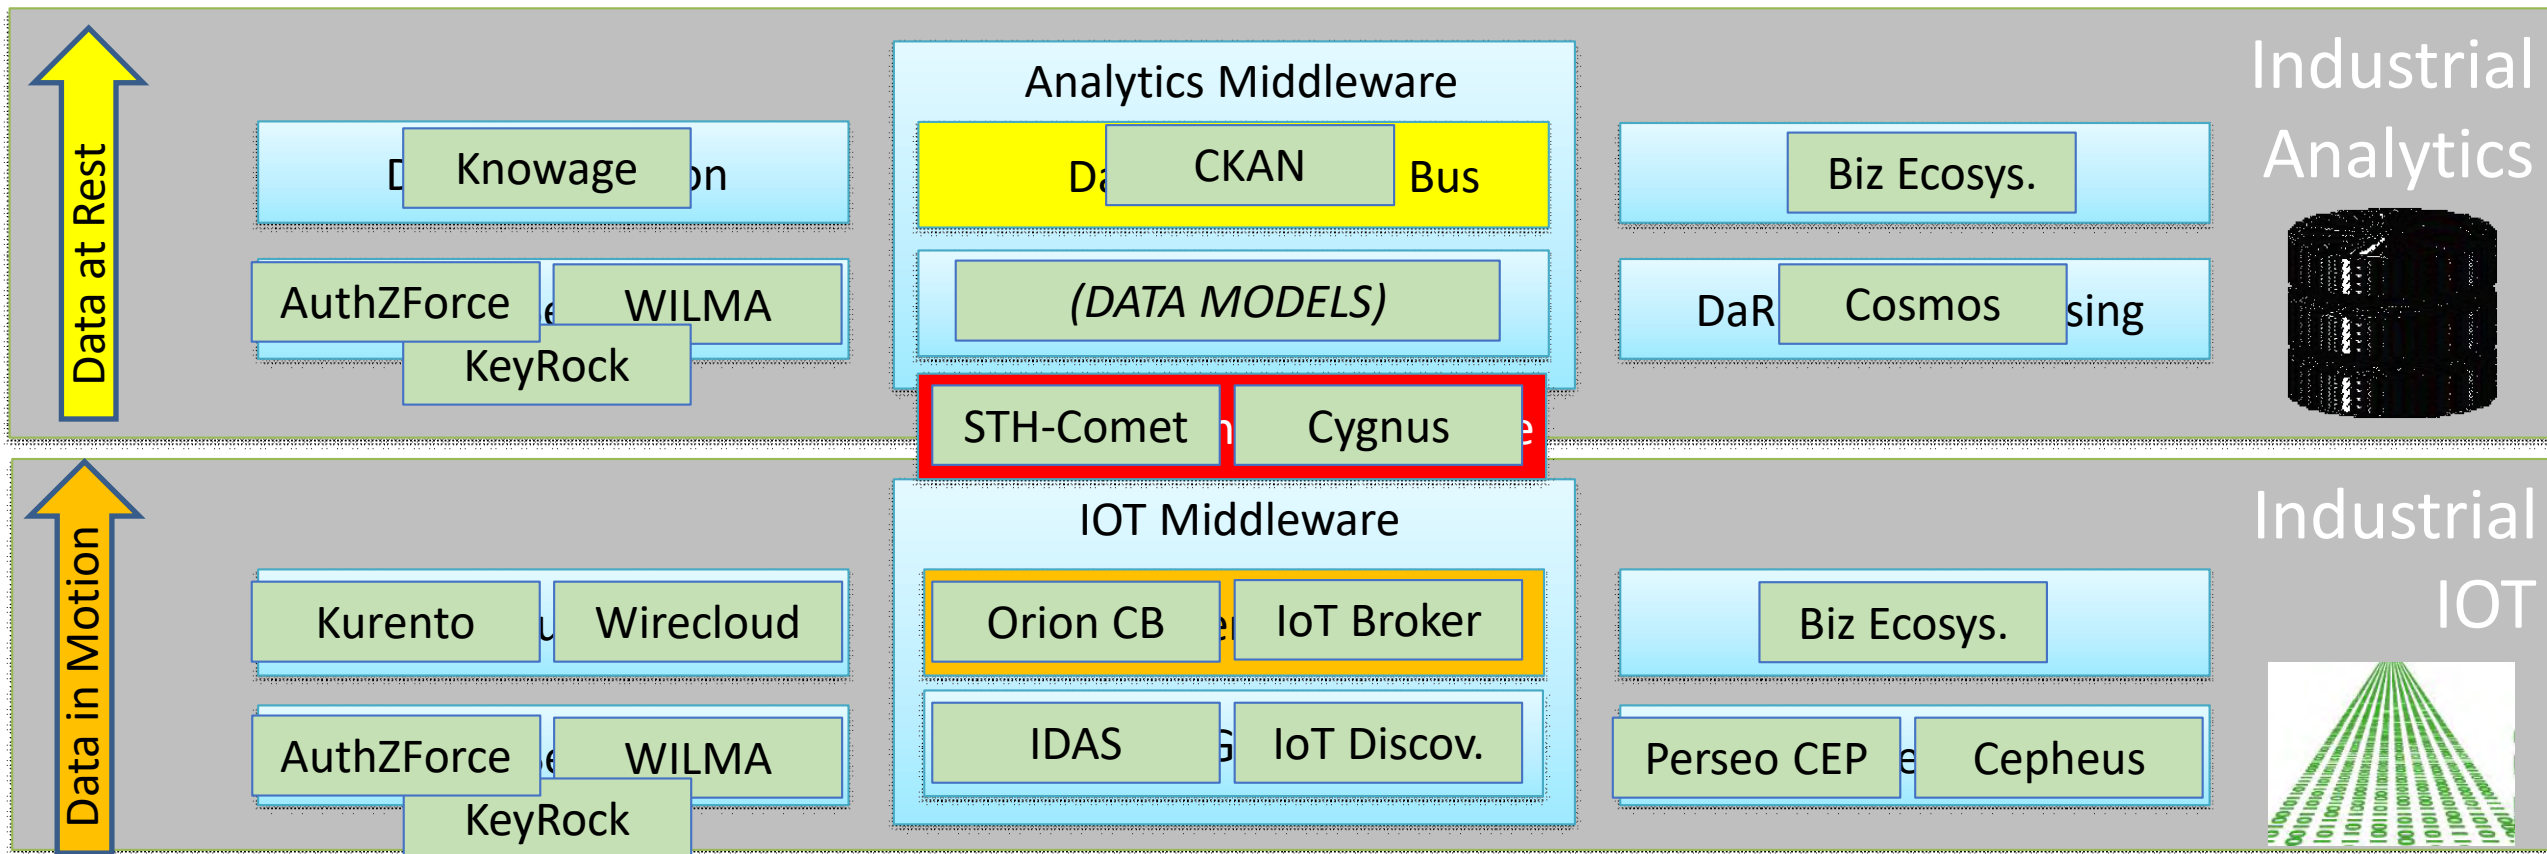 Industrial
Analytics
Data at Rest
Analytics Middleware
Knowage
CKAN
Bus
Biz Ecosys.
AuthZForce
WILMA
KeyRock
(DATA MODELS)
DaR
Cosmos
STH-Comet
Cygnus
Industrial
IOT
Data in Motion
IOT Middleware
Kurento
Wirecloud
Orion CB
IoT Broker
Biz Ecosys.
AuthZForce
WILMA
KeyRock
IDAS
IoT Discov.
Perseo CEP
Cepheus